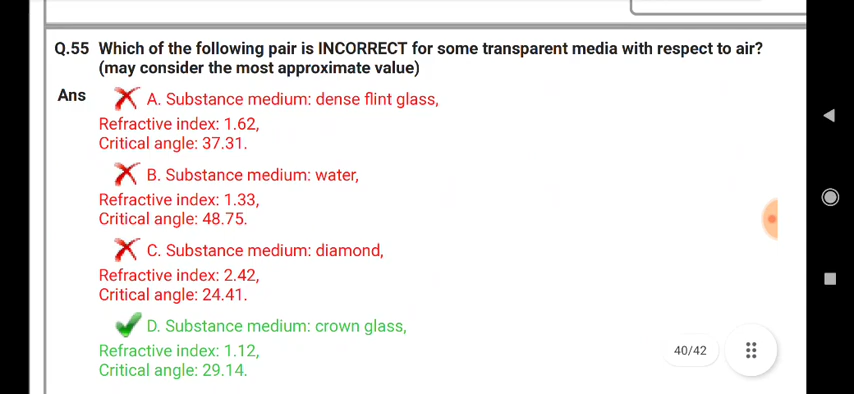 Q.55 Which of the following pair is INCORRECT for some transparent media with respect to air?
(may consider the most approximate value)
Ans A. Substance medium: dense flint glass,
Refractive index: 1.62,
Critical angle: 37.31.
B. Substance medium: water,
Refractive index: 1.33,
Critical angle: 48.75.
C. Substance medium: diamond,
Refractive index: 2.42,
Critical angle: 24.41.
D. Substance medium: crown glass,
Refractive index: 1.12,
Critical angle: 29.14.
40/42